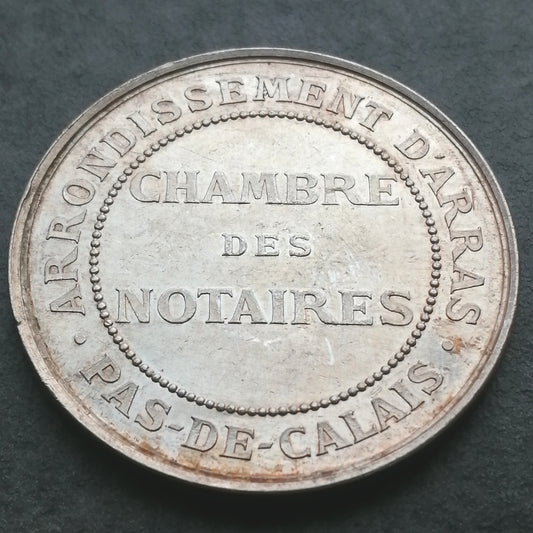 ARRONDISSEMENT D'ARRAS
CHAMBRE
DES
NOTAIRES
· PAS-DE-CALAIS ·